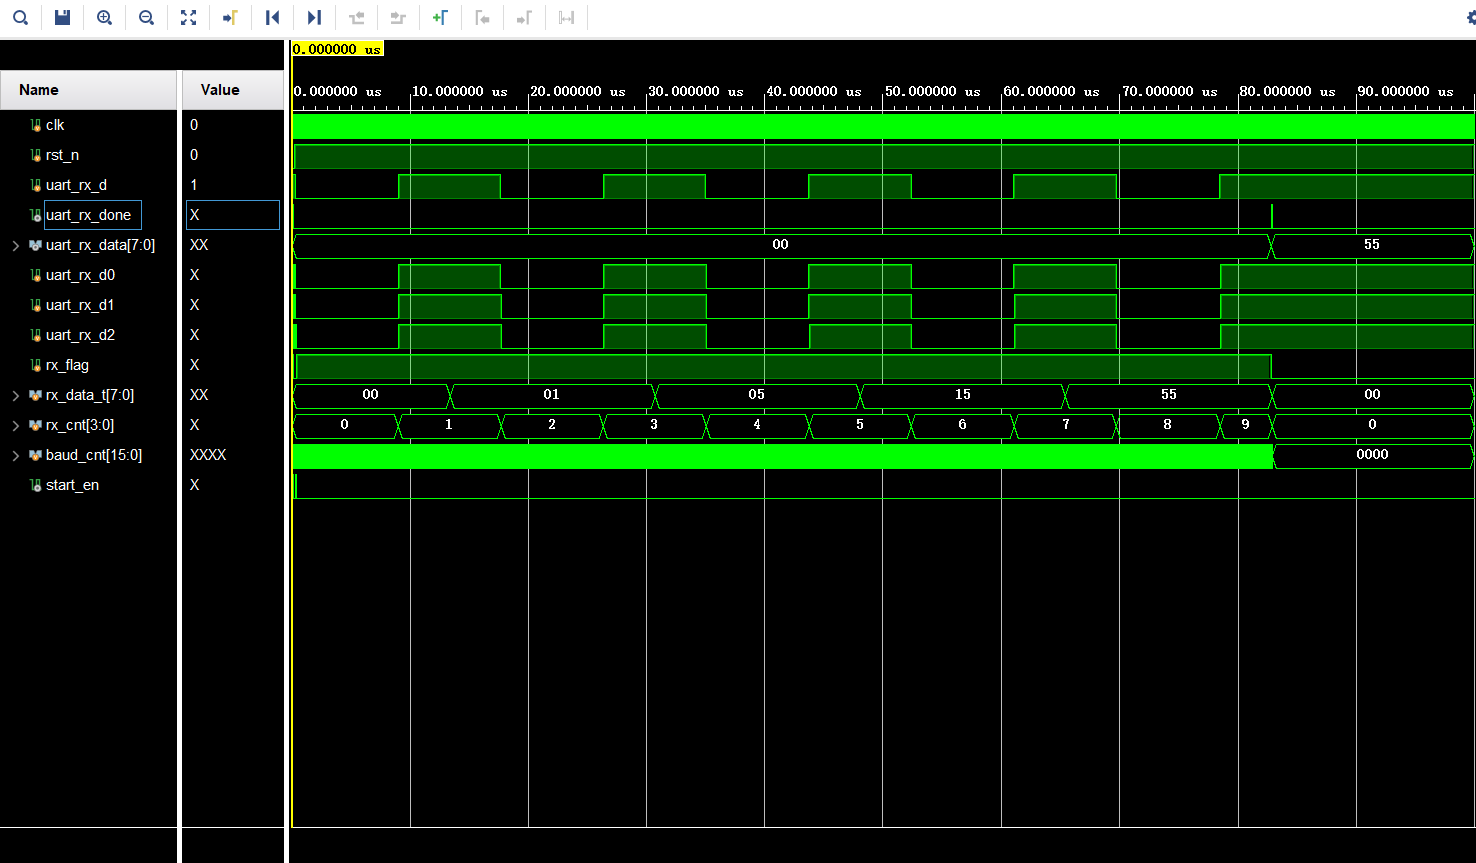 0.000000 us
Name Value
0.000000 us 10.000000 us 20.000000 us 30.000000 us 40.000000 us 50.000000 us 60.000000 us 70.000000 us 80.000000 us 90.000000 us
clk 0
rst_n 0
uart_rx_d 1
uart_rx_done X
uart_rx_data[7:0] XX 00 55
uart_rx_d0 X
uart_rx_d1 X
uart_rx_d2 X
rx_flag X
rx_data_t[7:0] XX 00 01 05 15 55 00
rx_cnt[3:0] X 0 1 2 3 4 5 6 7 8 9 0
baud_cnt[15:0] XXXX 0000
start_en X